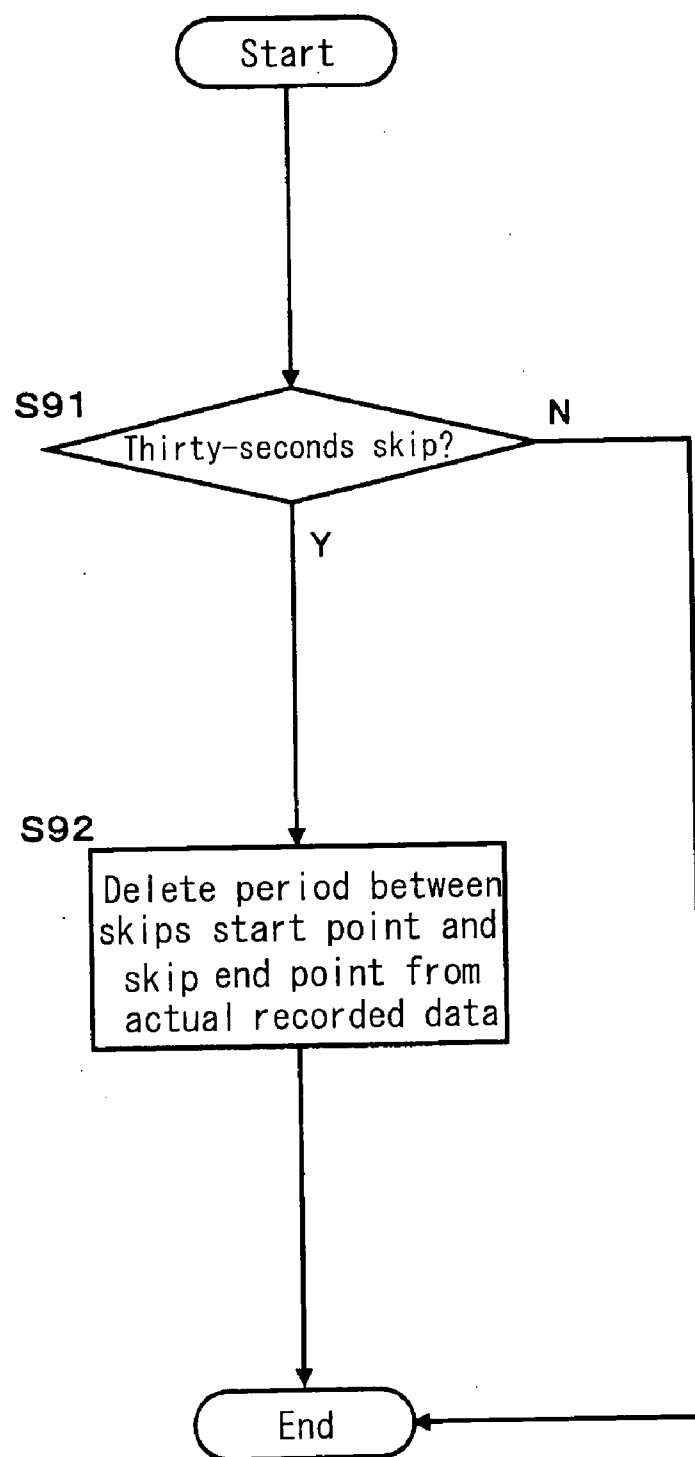 Start
S91
Thirty-seconds skip?
N
Y
S92
Delete period between
skips start point and
skip end point from
actual recorded data
End